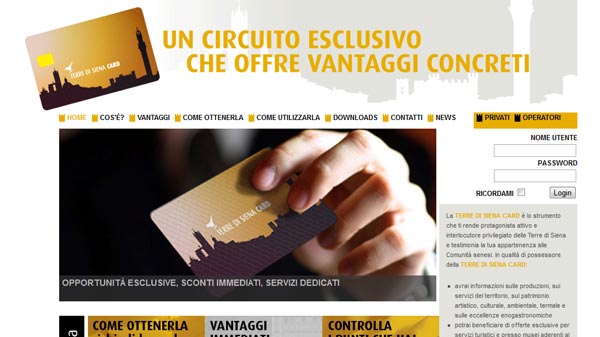 TERRE DI SIENA CARD
UN CIRCUITO ESCLUSIVO
CHE OFFRE VANTAGGI CONCRETI
HOME COS'È? VANTAGGI COME OTTENERLA COME UTILIZZARLA DOWNLOADS CONTATTI NEWS
PRIVATI OPERATORI
NOME UTENTE
PASSWORD
RICORDAMI Login
TERRE DI SIENA CARD
OPPORTUNITÀ ESCLUSIVE, SCONTI IMMEDIATI, SERVIZI DEDICATI
La TERRE DI SIENA CARD è lo strumento
che ti rende protagonista attivo e
interlocutore privilegiato delle Terre di Siena
e testimonia la tua appartenenza alle
Comunità senesi. In qualità di possessore
della TERRE DI SIENA CARD:
avrai informazioni sulle produzioni, sui
servizi del territorio, sul patrimonio
artistico, culturale, ambientale, termale e
sulle eccellenze enogastronomiche
potrai beneficiare di offerte esclusive per
servizi turistici e presso musei aderenti al
COME OTTENERLA
VANTAGGI
IMMEDIATI
CONTROLLA
I PUNTI CHE HAI